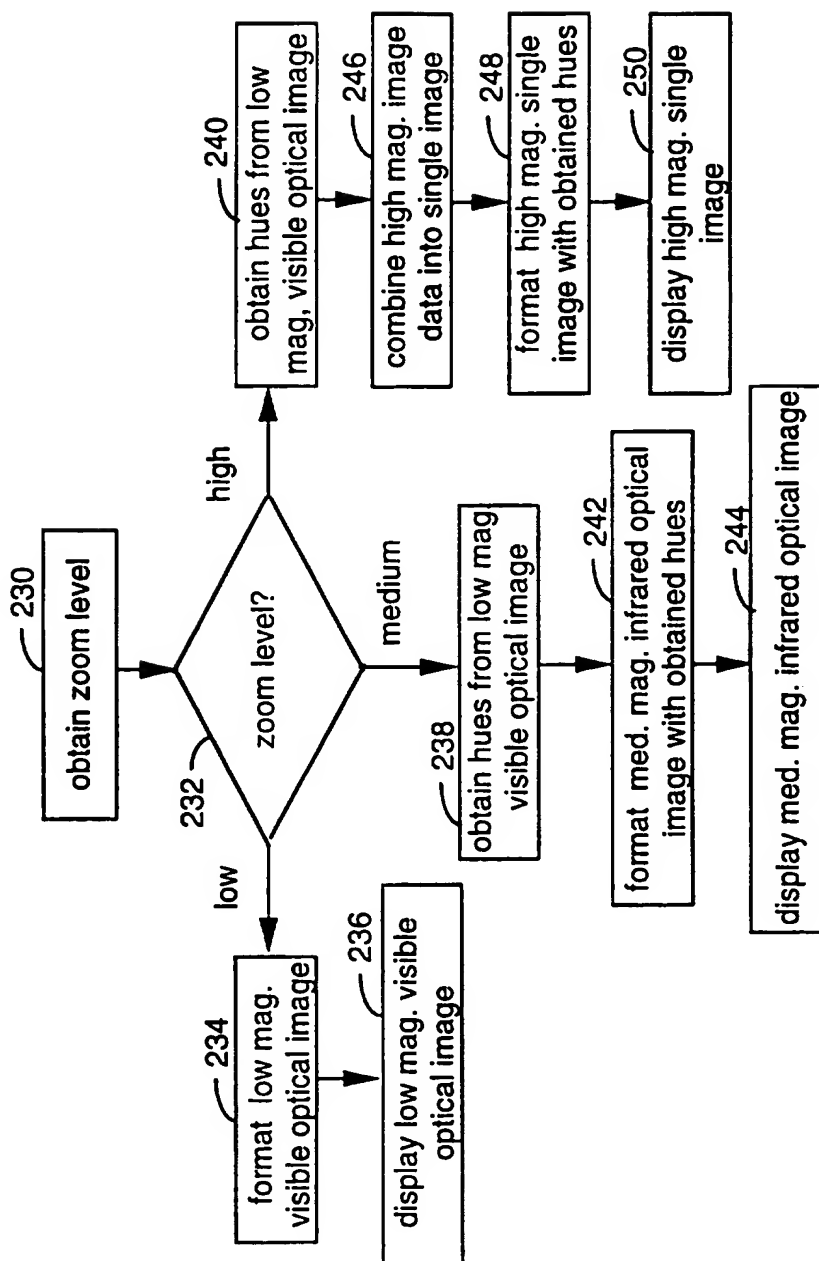 230
obtain zoom level
232
zoom level?
low
medium
high
234
format low mag.
visible optical image
236
display low mag. visible
optical image
238
obtain hues from low mag.
visible optical image
242
format med. mag. infrared optical
image with obtained hues
244
display med. mag. infrared optical image
240
obtain hues from low
mag, visible optical image
246
combine high mag. image
data into single image
248
format high mag. single
image with obtained hues
250
display high mag. single
image